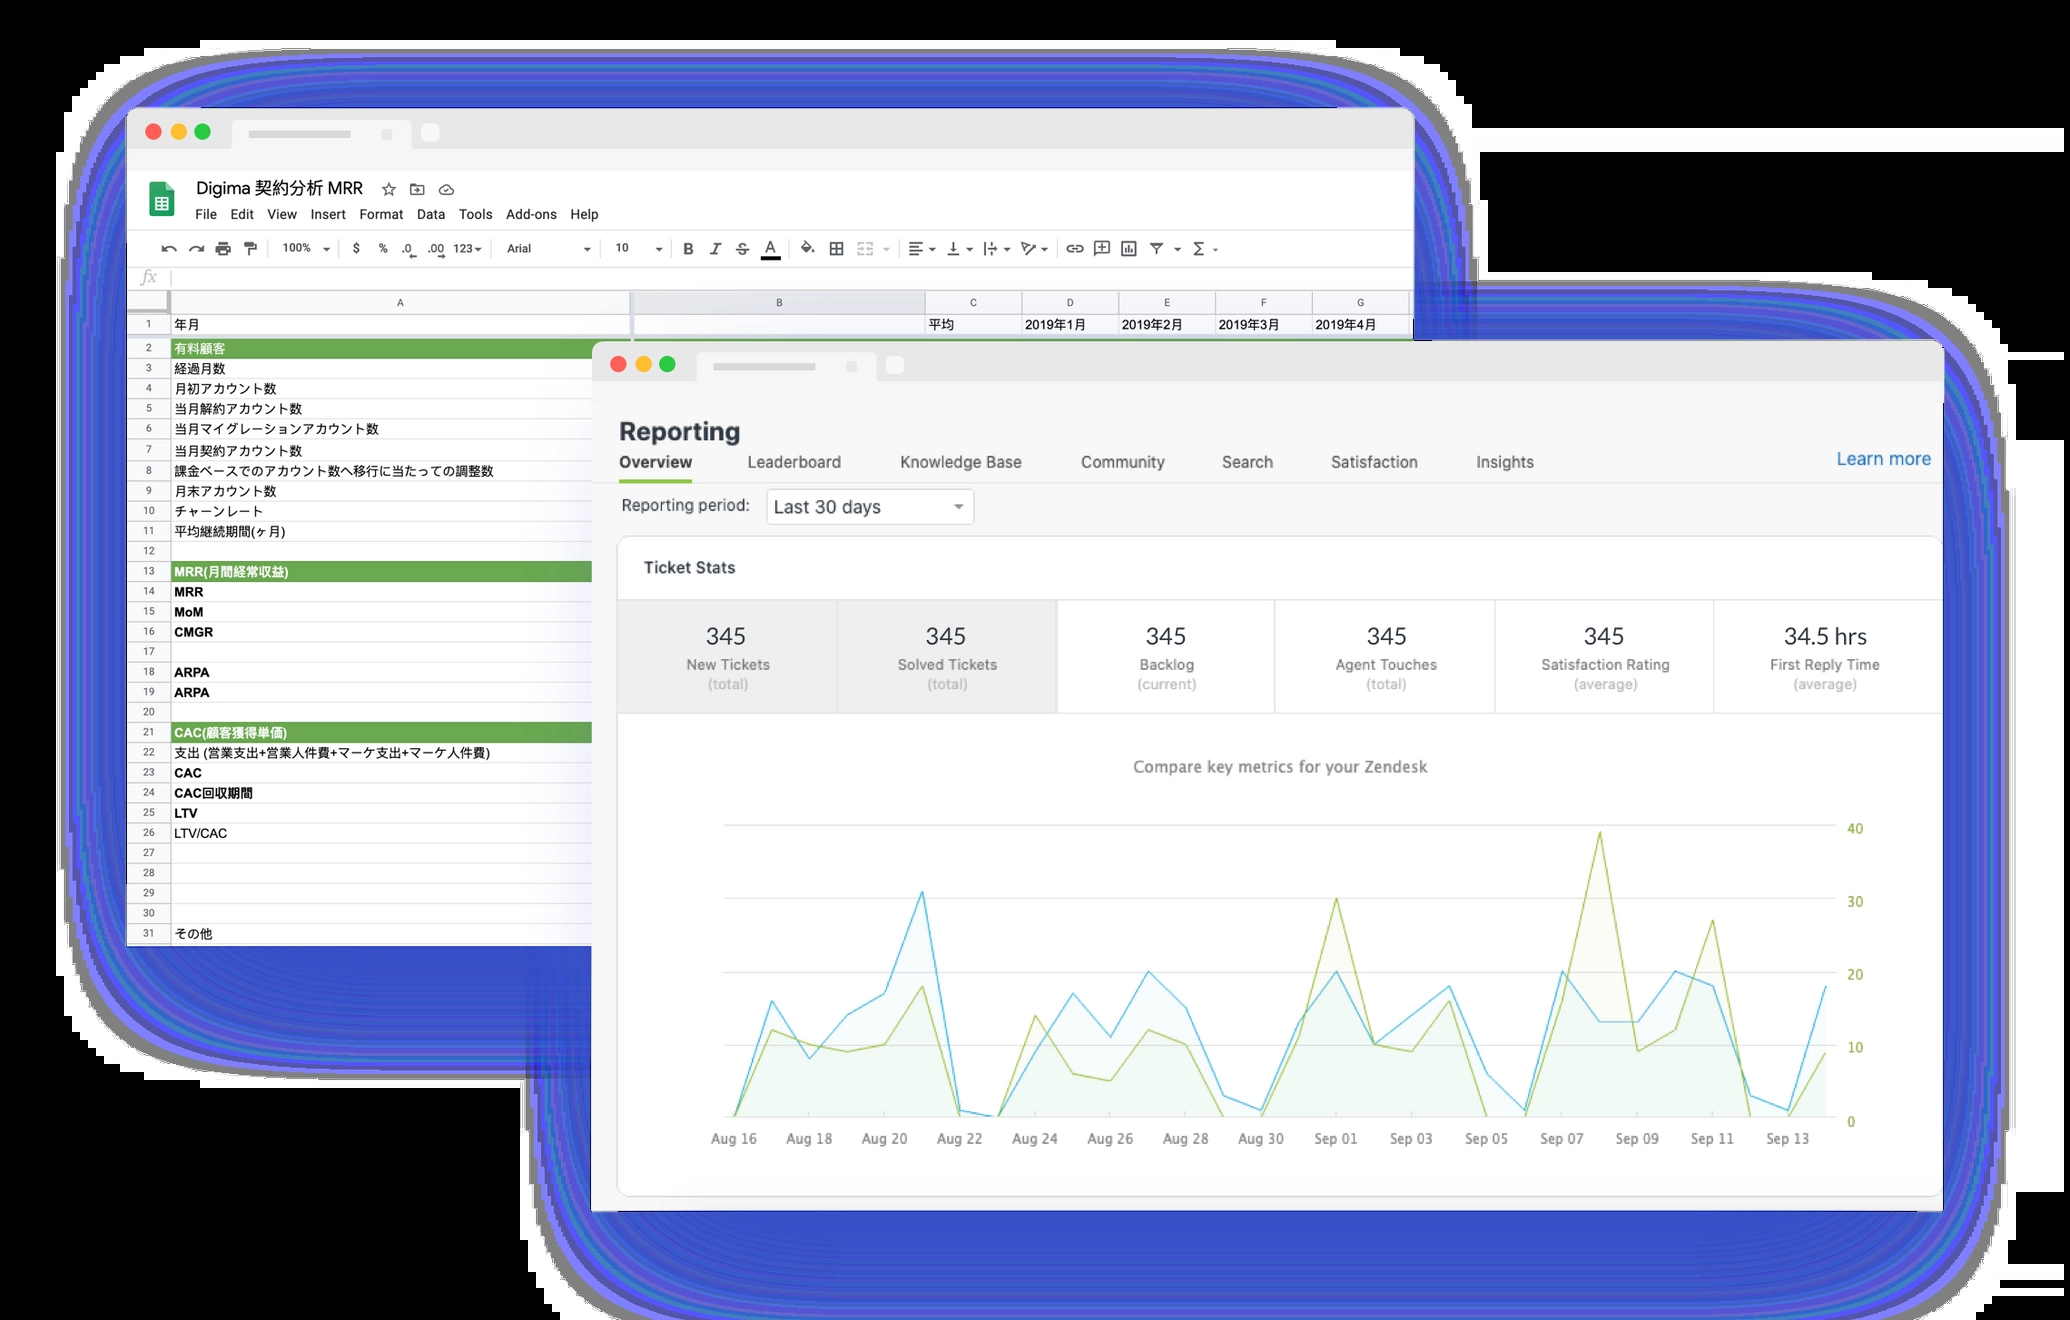 Digima 契約分析 MRR
File Edit View Insert Format Data Tools Add-ons Help
100% $ % .0 .00 123 Arial 10 B I S A Σ
fx
A B C D E F G
1 年月 平均 2019年1月 2019年2月 2019年3月 2019年4月
2 有料顧客
3 経過月数
4 月初アカウント数
5 当月解約アカウント数
6 当月マイグレーションアカウント数
7 当月契約アカウント数
8 課金ベースでのアカウント数へ移行に当たっての調整数
9 月末アカウント数
10 チャーンレート
11 平均継続期間(ヶ月)
12
13 MRR(月間経常収益)
14 MRR
15 MoM
16 CMGR
17
18 ARPA
19 ARPA
20
21 CAC(顧客獲得単価)
22 支出 (営業支出+営業人件費+マーケ支出+マーケ人件費)
23 CAC
24 CAC回収期間
25 LTV
26 LTV/CAC
27
28
29
30
31 その他
Reporting
Overview Leaderboard Knowledge Base Community Search Satisfaction Insights Learn more
Reporting period: Last 30 days
Ticket Stats
345 345 345 345 345 34.5 hrs
New Tickets Solved Tickets Backlog Agent Touches Satisfaction Rating First Reply Time
(total) (total) (current) (total) (average) (average)
Compare key metrics for your Zendesk
40
30
20
10
0
Aug 16 Aug 18 Aug 20 Aug 22 Aug 24 Aug 26 Aug 28 Aug 30 Sep 01 Sep 03 Sep 05 Sep 07 Sep 09 Sep 11 Sep 13